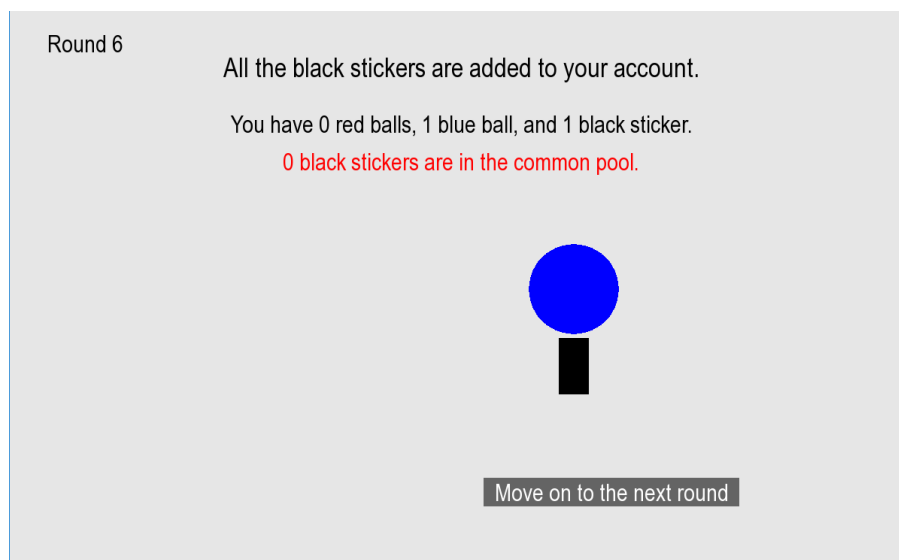 Round 6
All the black stickers are added to your account.
You have 0 red balls, 1 blue ball, and 1 black sticker.
0 black stickers are in the common pool.
Move on to the next round